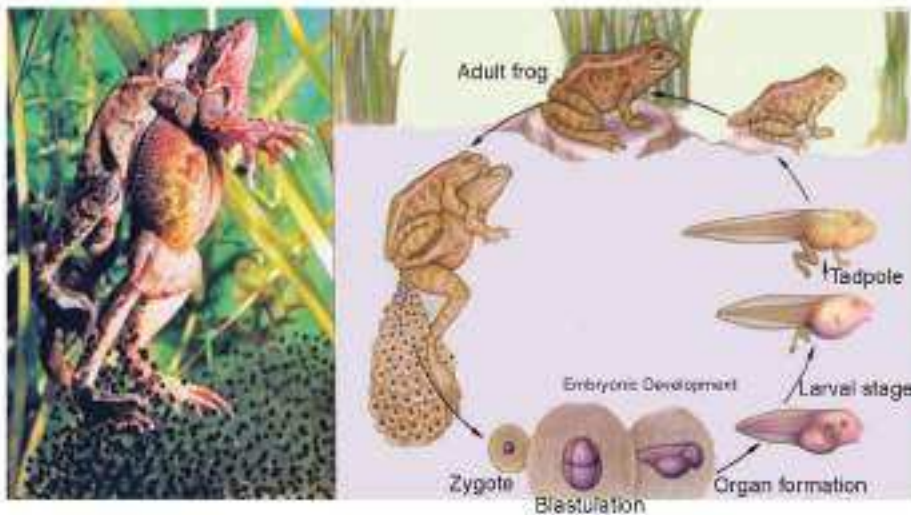 Adult frog
Tadpole
Embryonic Development
Larval stage
Zygote
Organ formation
Blastulation